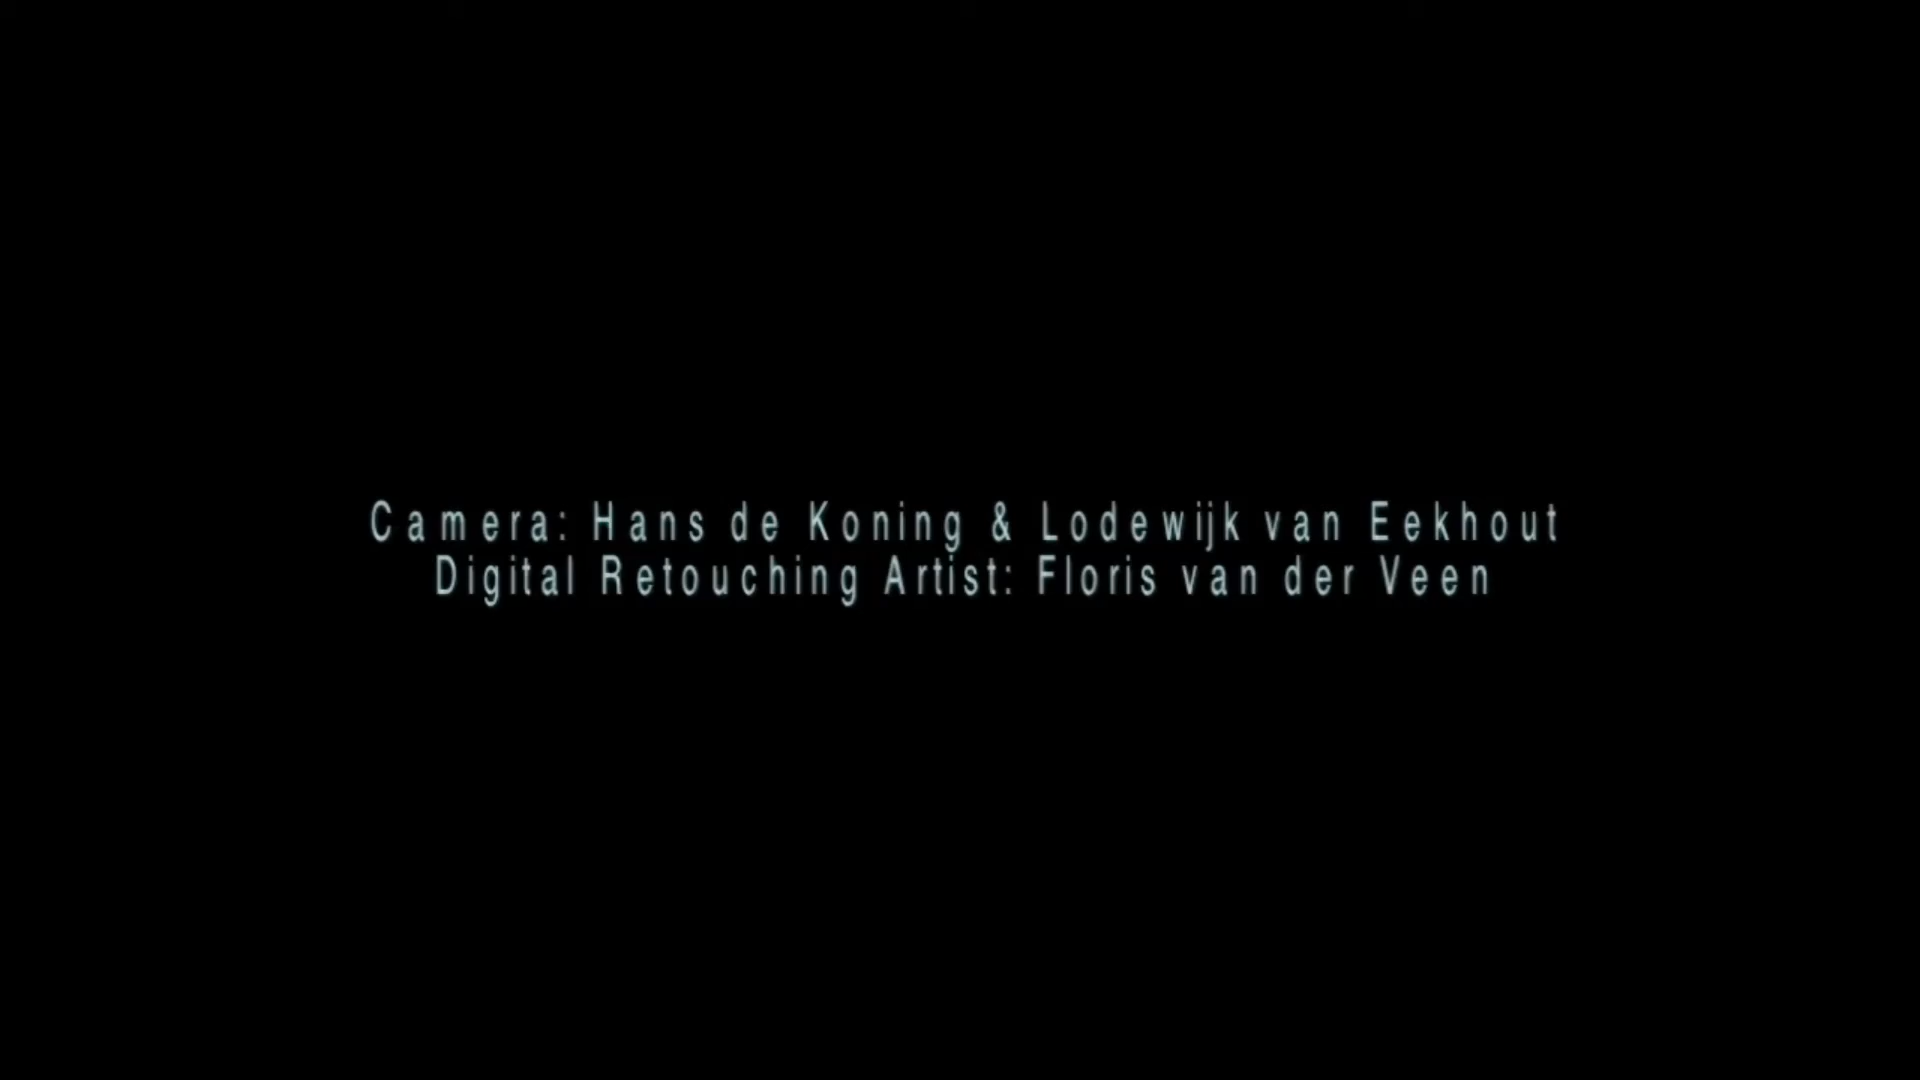 Camera: Hans de Koning & Lodewijk van Eekhout
Digital Retouching Artist: Floris van der Veen